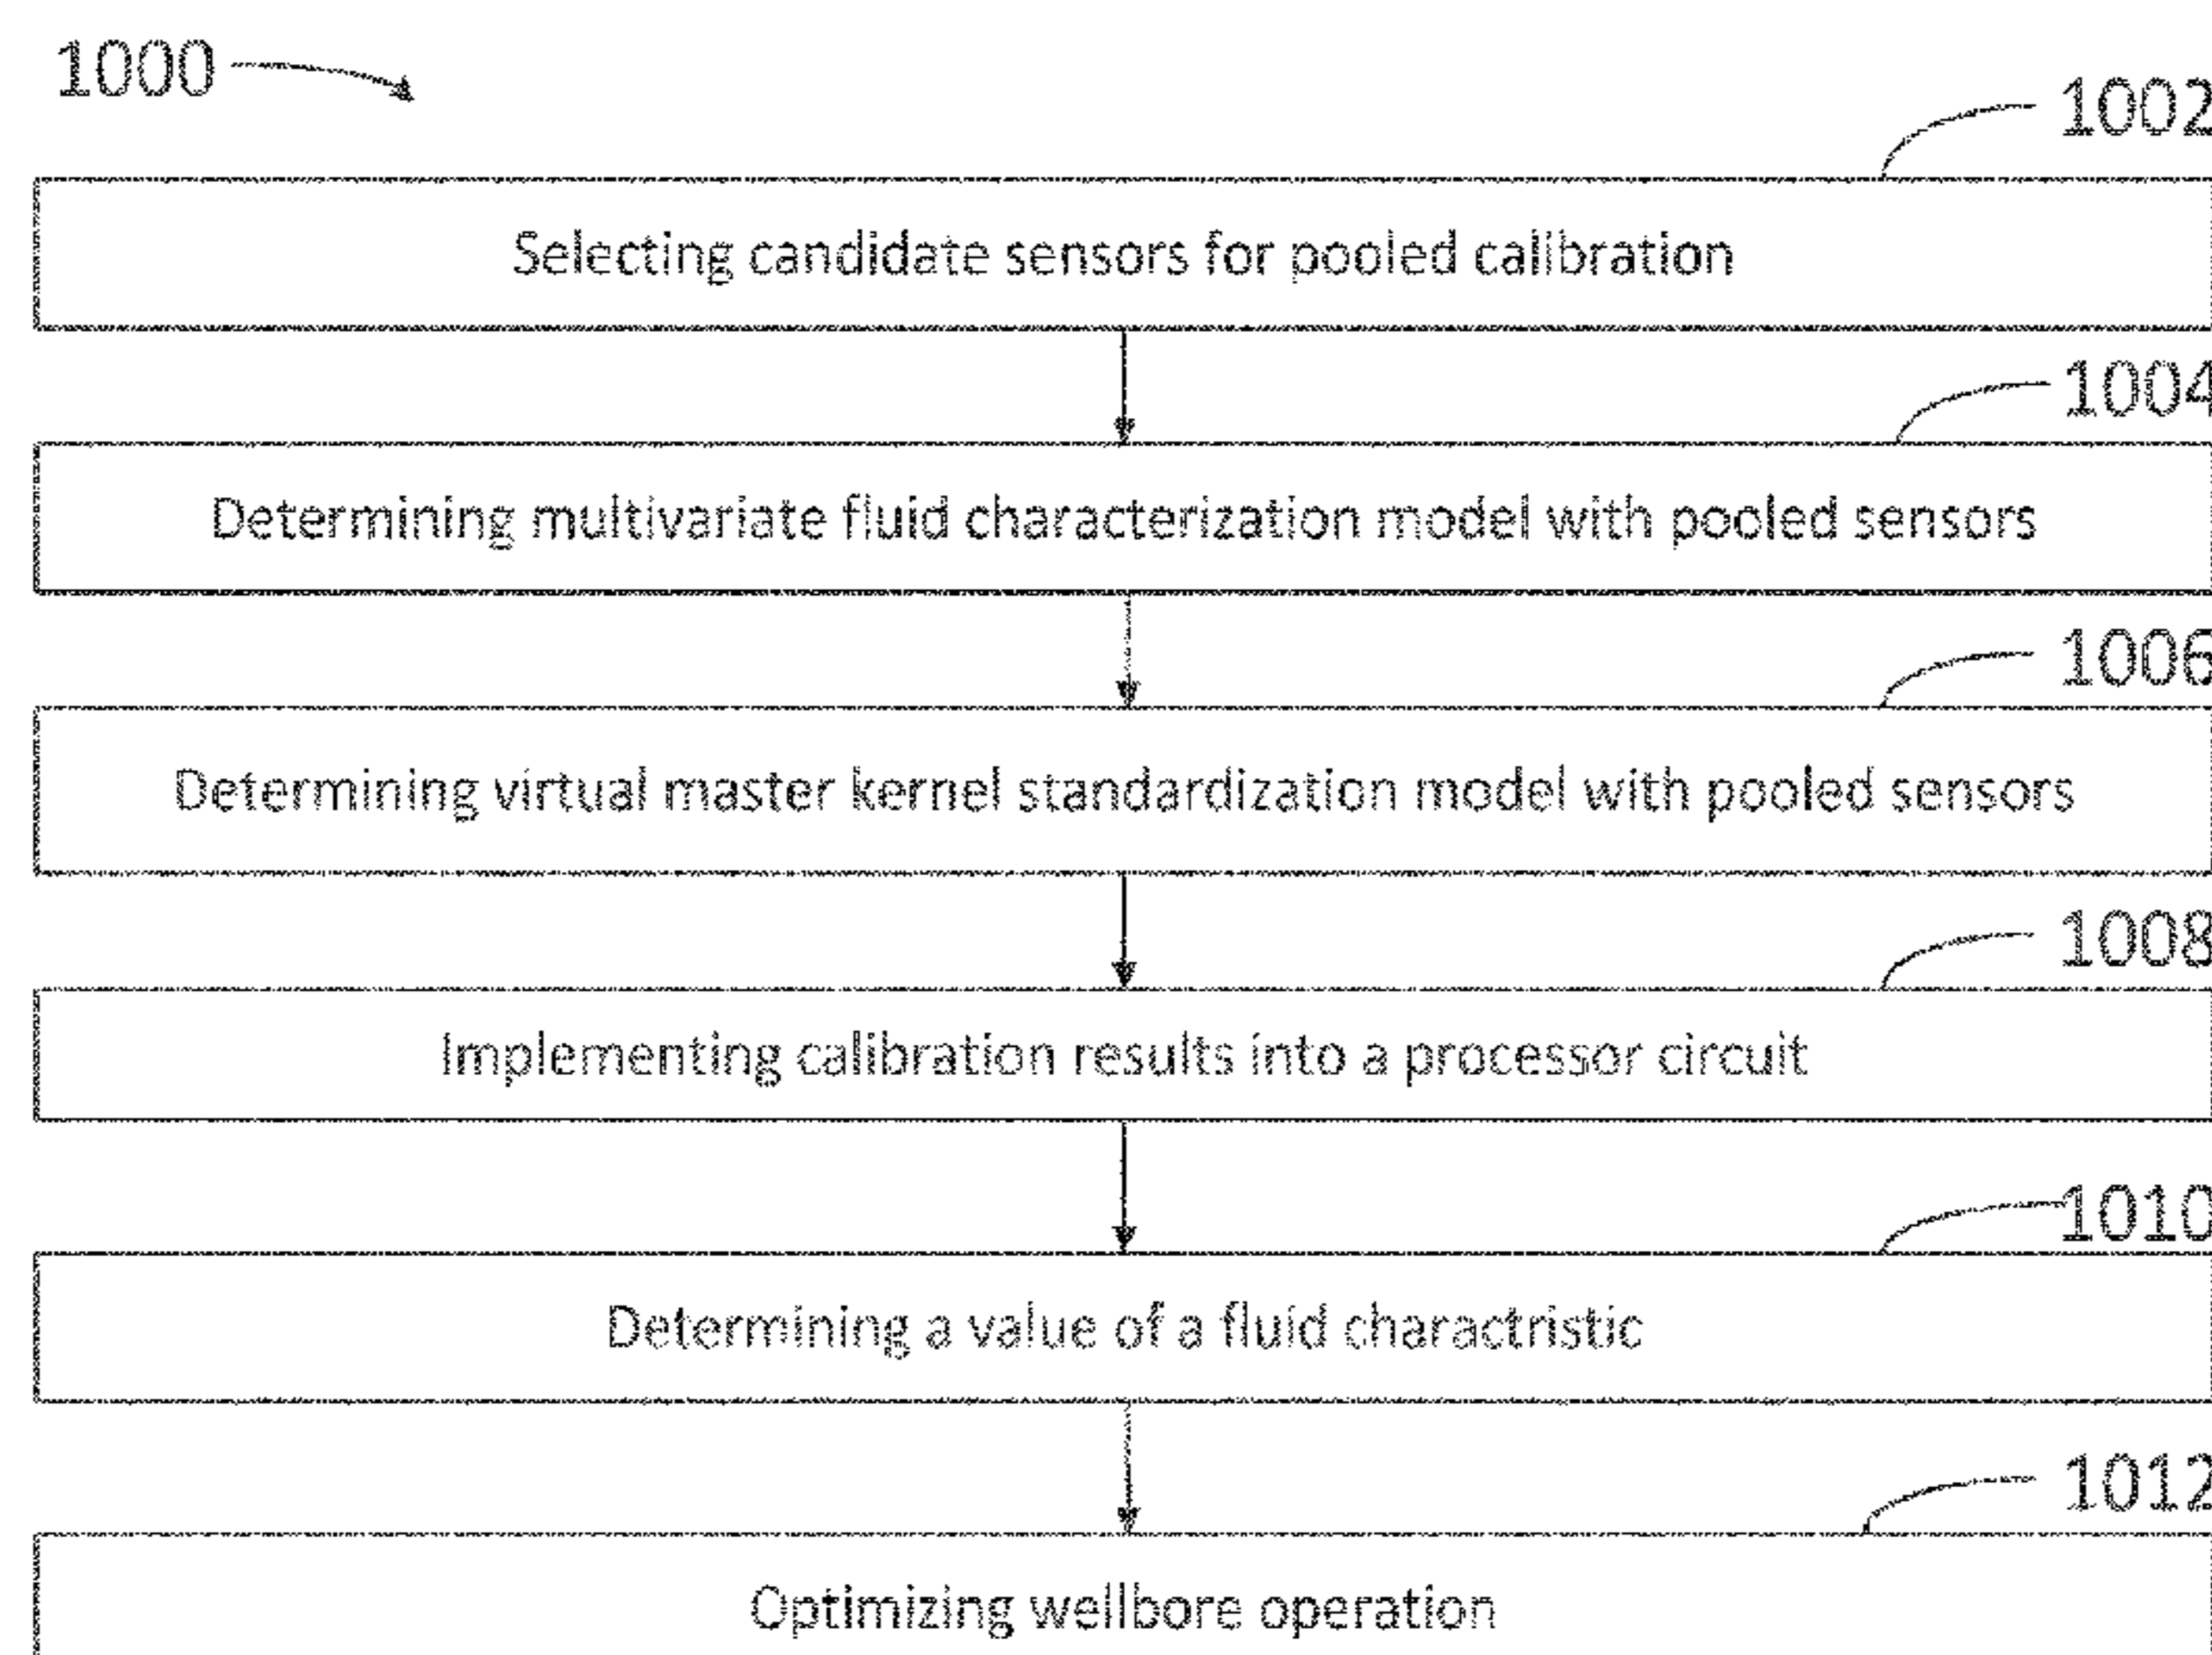 1000
1002
Selecting candidate sensors for pooled calibration
1004
Determining multivariate fluid characterization model with pooled sensors
1006
Determining virtual master kernel standardization model with pooled sensors
1008
Implementing calibration results into a processor circuit
1010
Determining a value of a fluid charactristic
1012
Optimizing wellbore operation